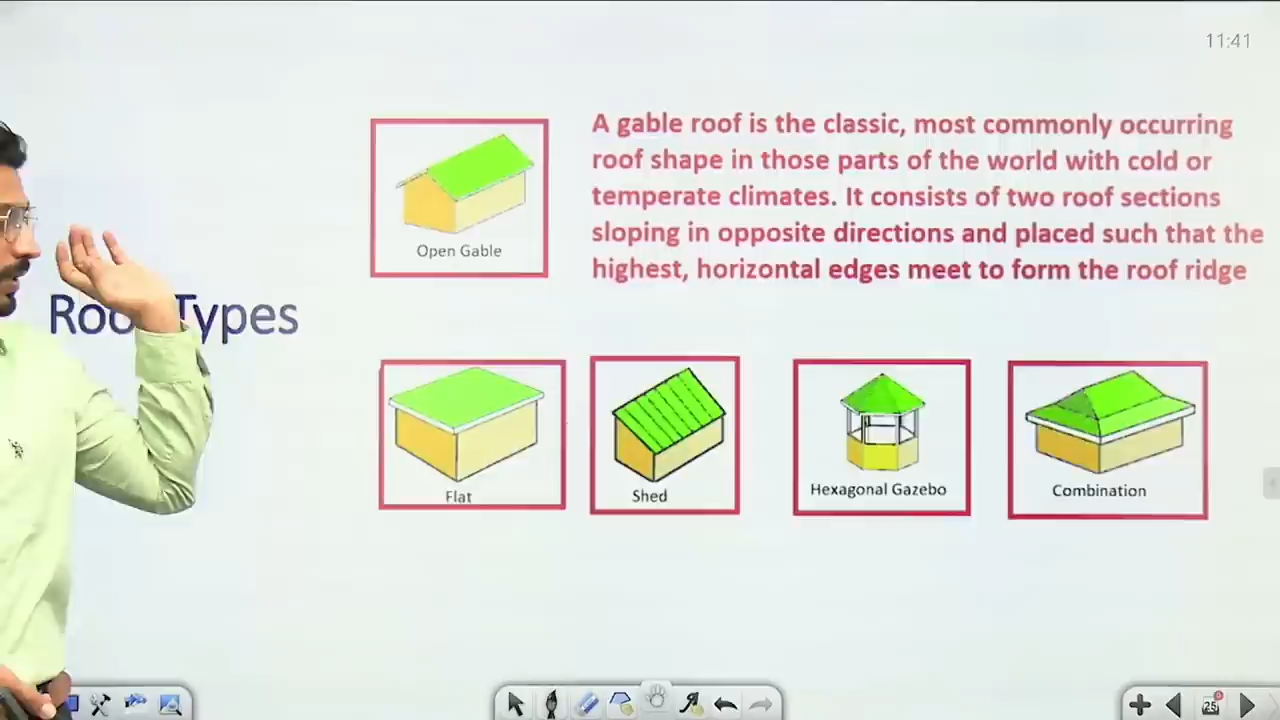 11:41
A gable roof is the classic, most commonly occurring
roof shape in those parts of the world with cold or
temperate climates. It consists of two roof sections
sloping in opposite directions and placed such that the
highest, horizontal edges meet to form the roof ridge
Open Gable
Roof Types
Flat
Shed
Hexagonal Gazebo
Combination
25